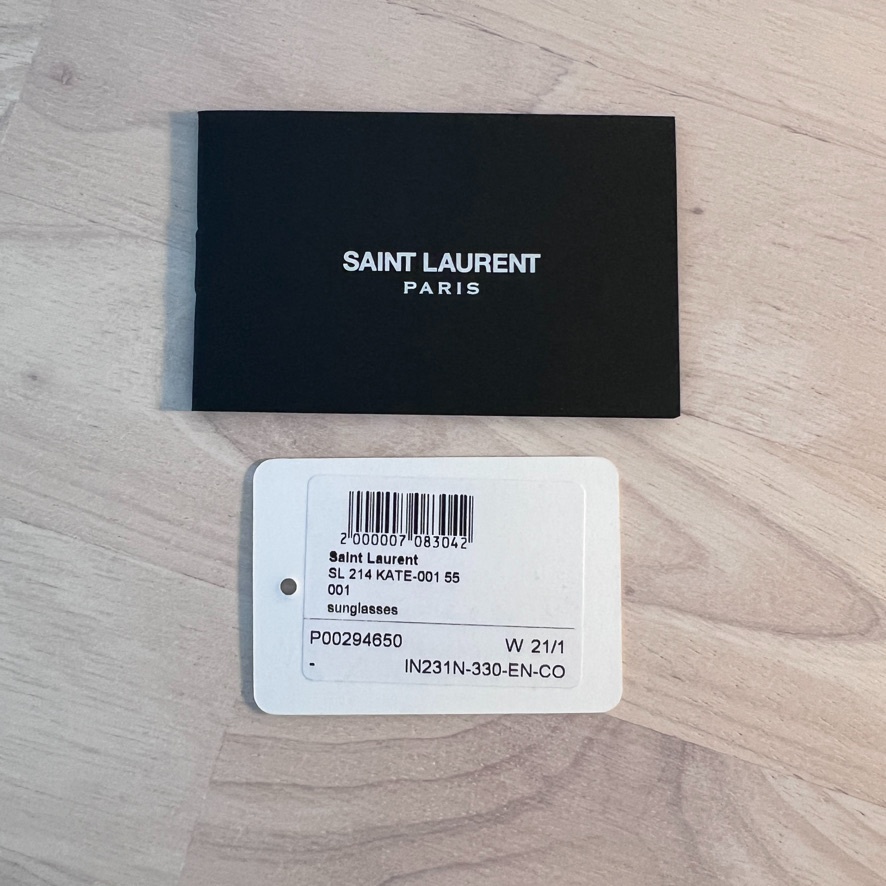 SAINT LAURENT
PARIS
2 000007 083042
Saint Laurent
SL 214 KATE-001 55
001
sunglasses
P00294650 W 21/1
- IN231N-330-EN-CO